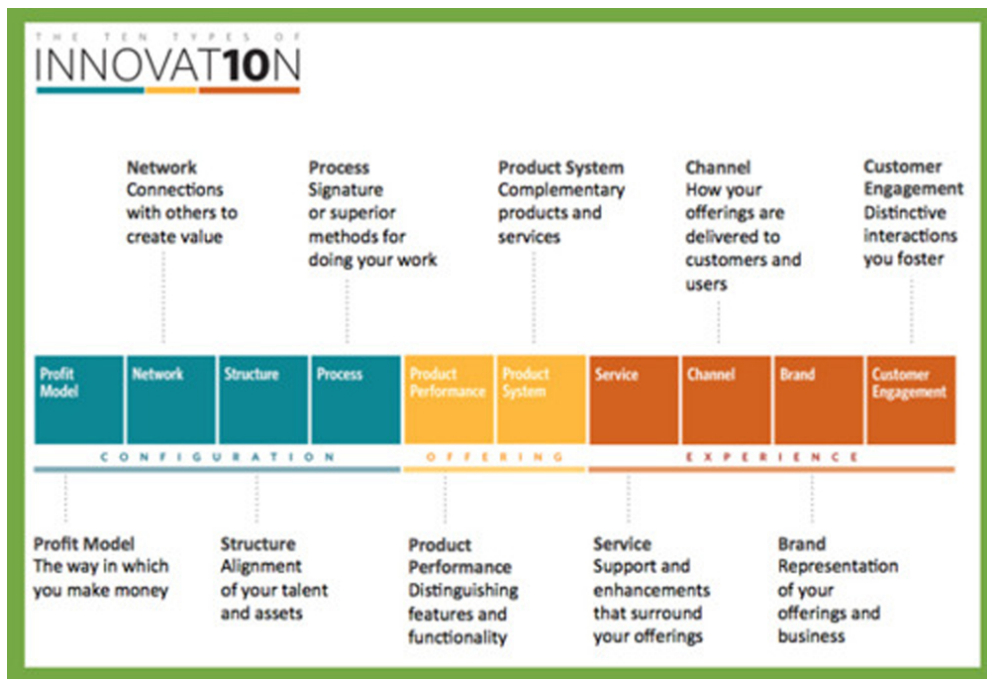 THE TEN TYPES OF
INNOVAT10N
Network
Connections
with others to
create value
Process
Signature
or superior
methods for
doing your work
Product System
Complementary
products and
services
Channel
How your
offerings are
delivered to
customers and
users
Customer
Engagement
Distinctive
interactions
you foster
Profit
Model
Network
Structure
Process
Product
Performance
Product
System
Service
Channel
Brand
Customer
Engagement
CONFIGURATION
OFFERING
EXPERIENCE
Profit Model
The way in which
you make money
Structure
Alignment
of your talent
and assets
Product
Performance
Distinguishing
features and
functionality
Service
Support and
enhancements
that surround
your offerings
Brand
Representation
of your
offerings and
business